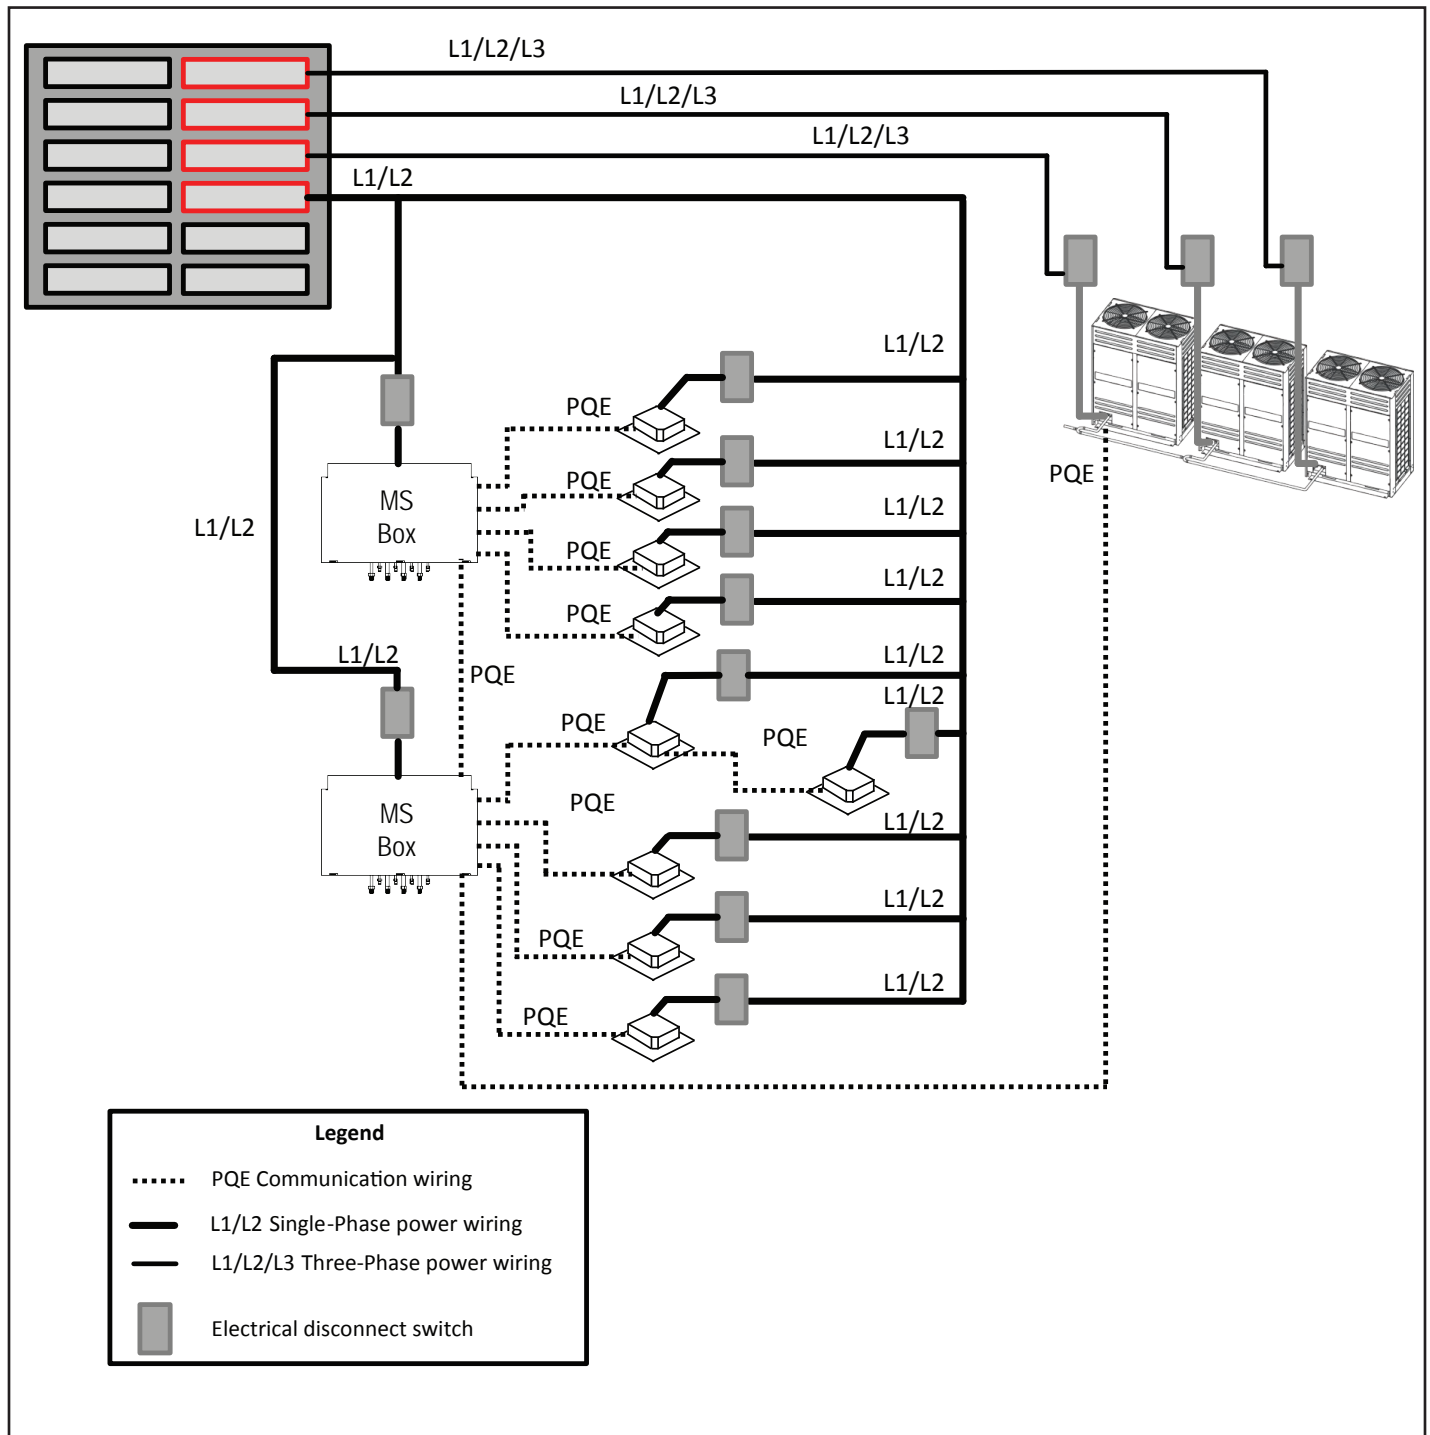 L1/L2/L3
L1/L2/L3
L1/L2/L3
L1/L2
L1/L2
PQE
L1/L2
PQE
PQE
MS
Box
L1/L2
L1/L2
PQE
L1/L2
PQE
L1/L2
L1/L2
PQE
L1/L2
PQE
PQE
L1/L2
PQE
MS
Box
L1/L2
L1/L2
PQE
L1/L2
PQE
Legend
PQE Communication wiring
L1/L2 Single-Phase power wiring
L1/L2/L3 Three-Phase power wiring
Electrical disconnect switch